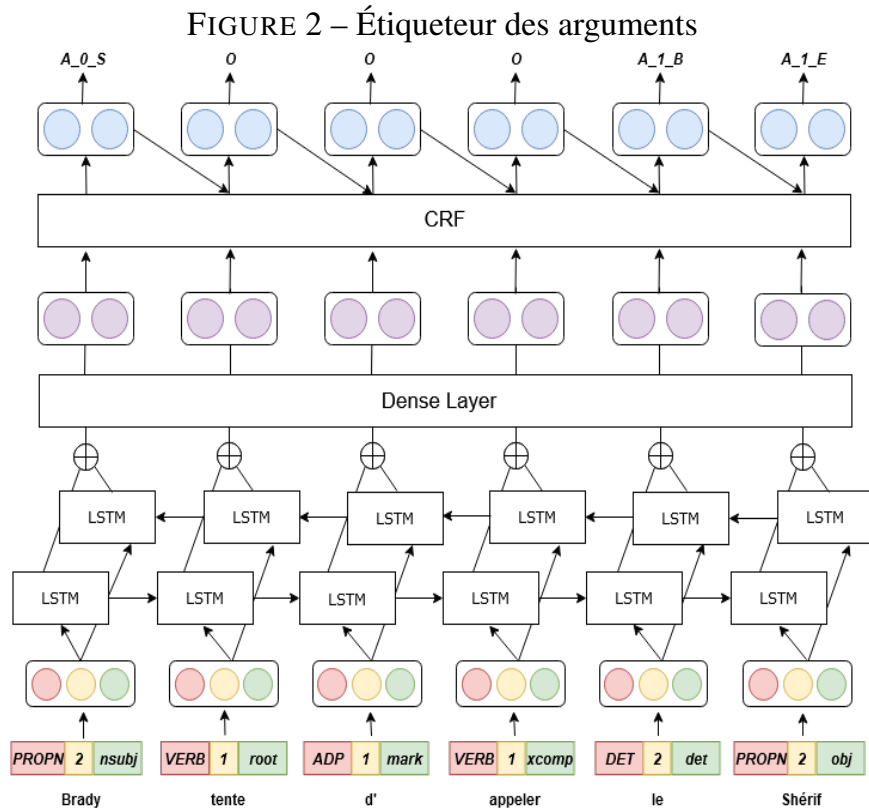 FIGURE 2 – Étiqueteur des arguments
A_0_S O O O A_1_B A_1_E
CRF
Dense Layer
LSTM LSTM LSTM LSTM LSTM LSTM
LSTM LSTM LSTM LSTM LSTM LSTM
PROPN 2 nsubj VERB 1 root ADP 1 mark VERB 1 xcomp DET 2 det PROPN 2 obj
Brady tente d' appeler le Shérif